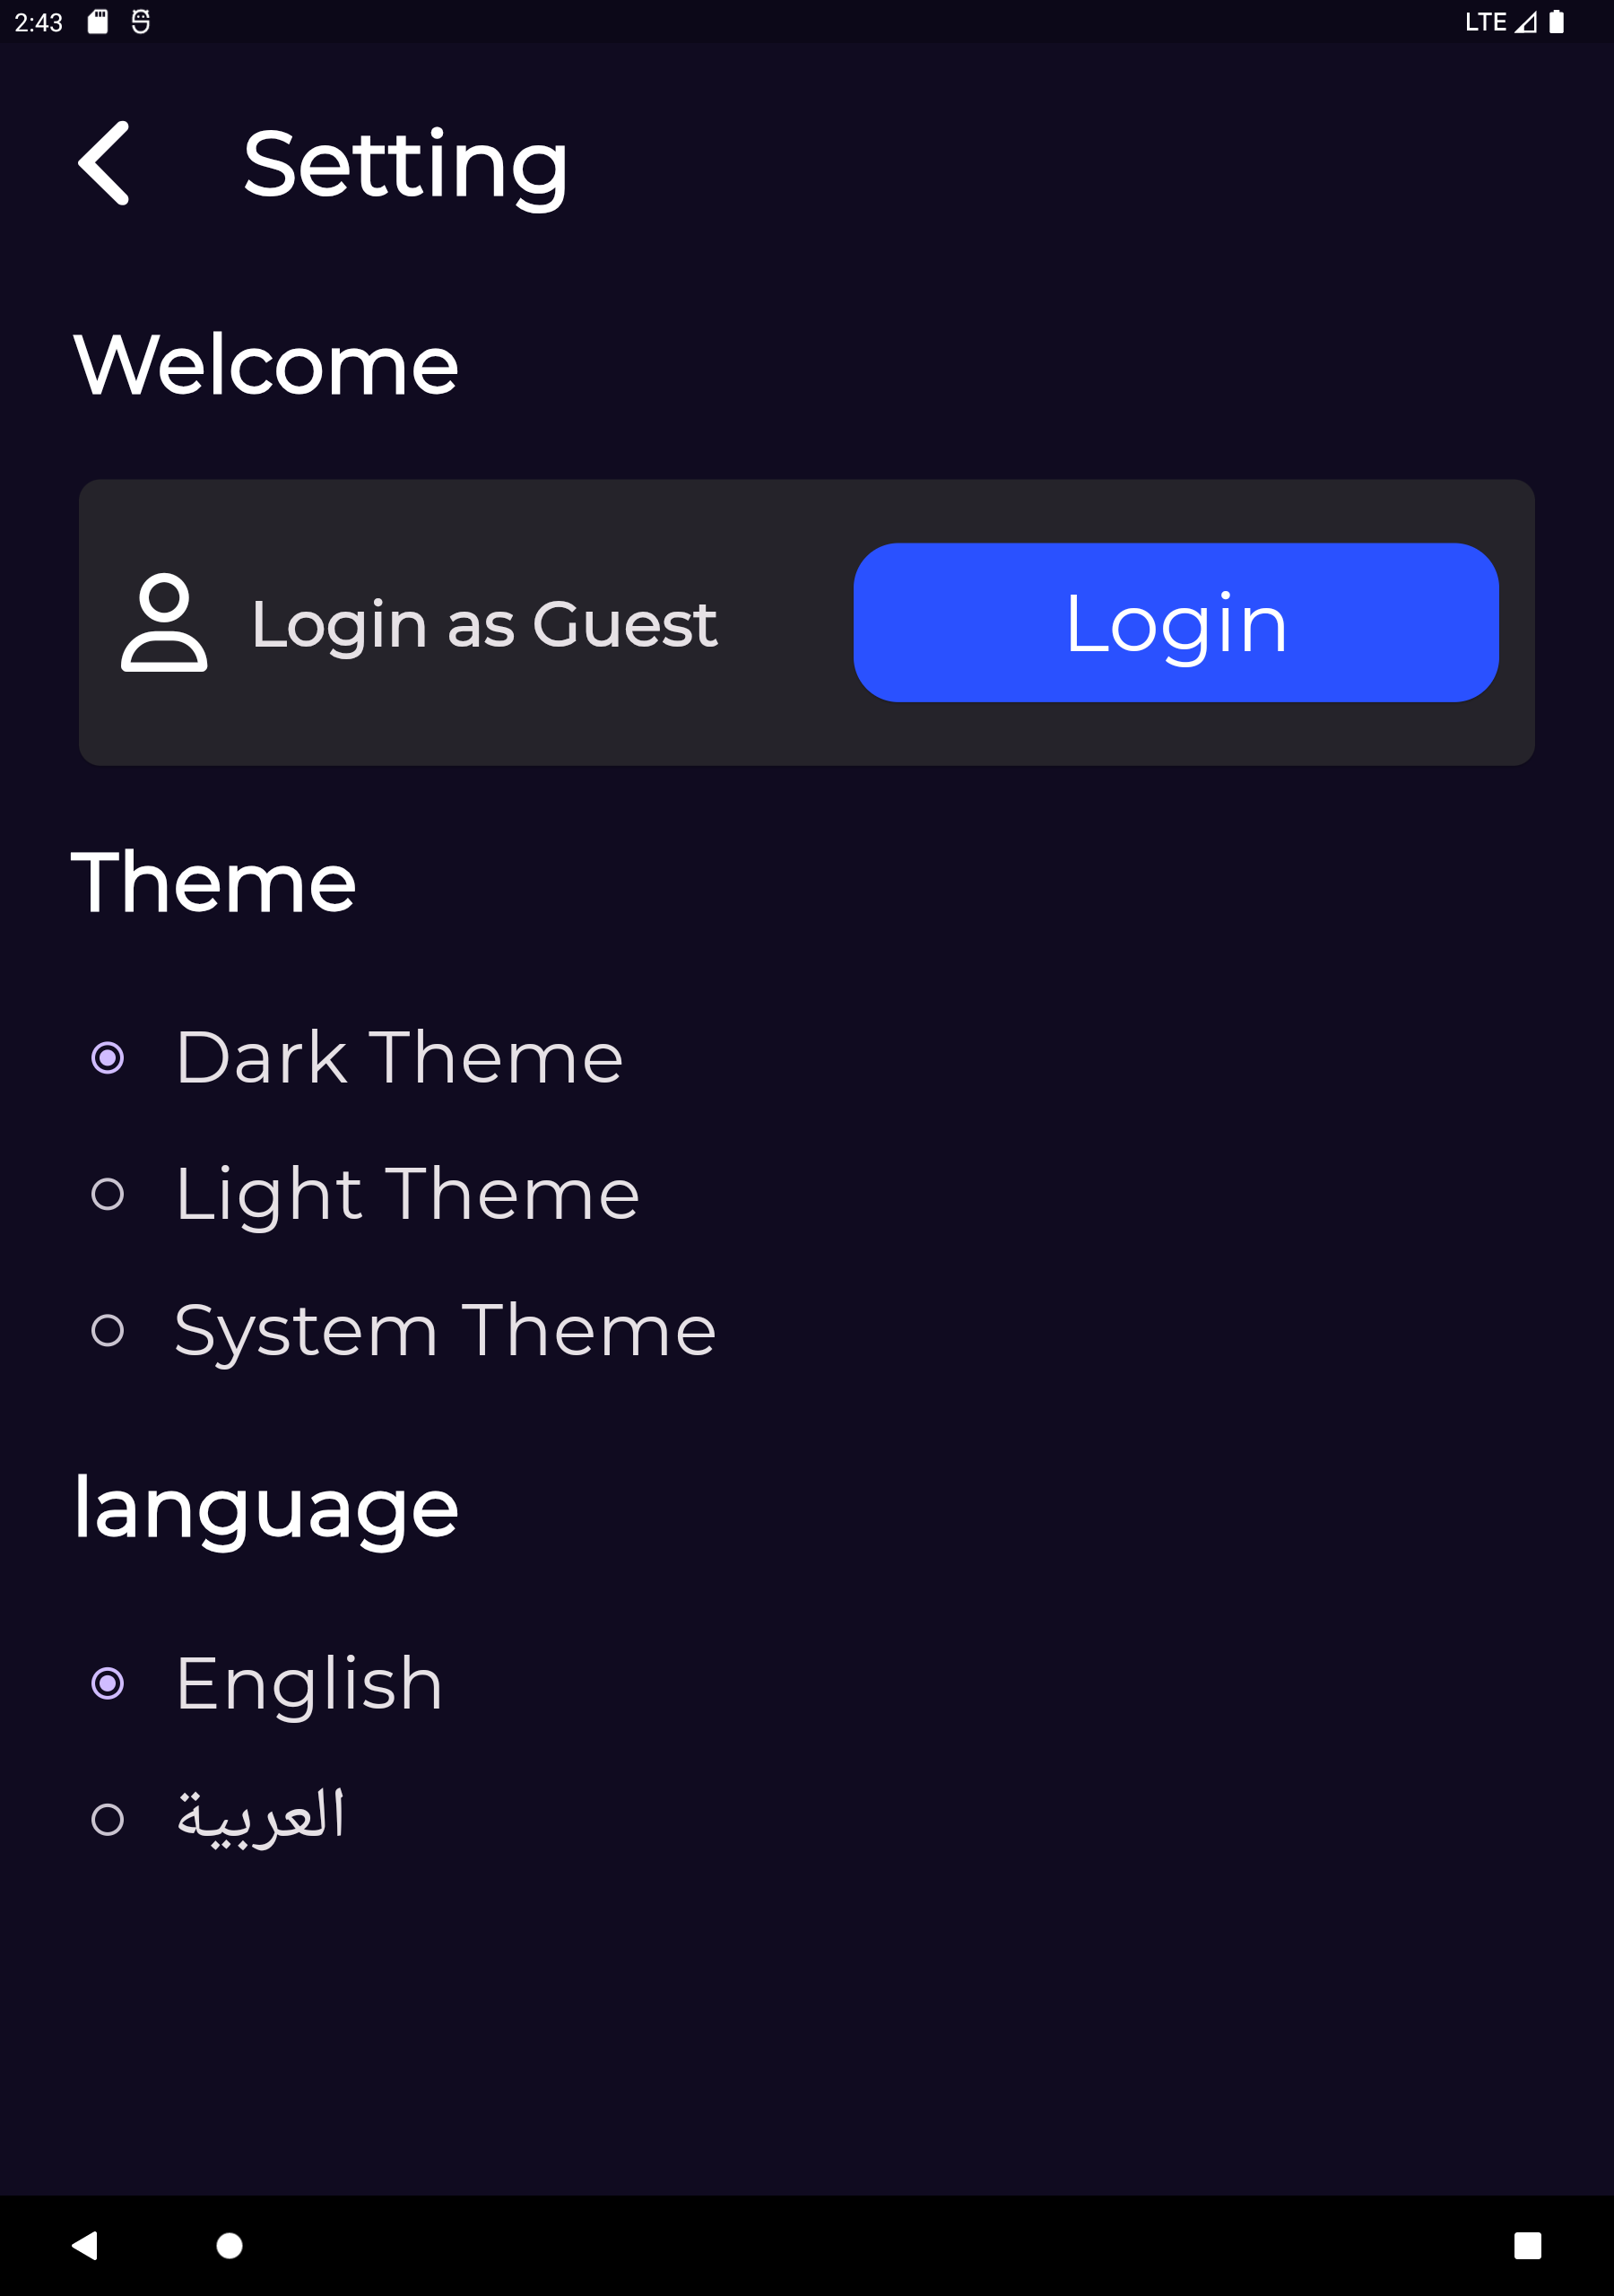 2:43 LTE
Setting
Welcome
Login as Guest Login
Theme
Dark Theme
Light Theme
System Theme
language
English
العربية